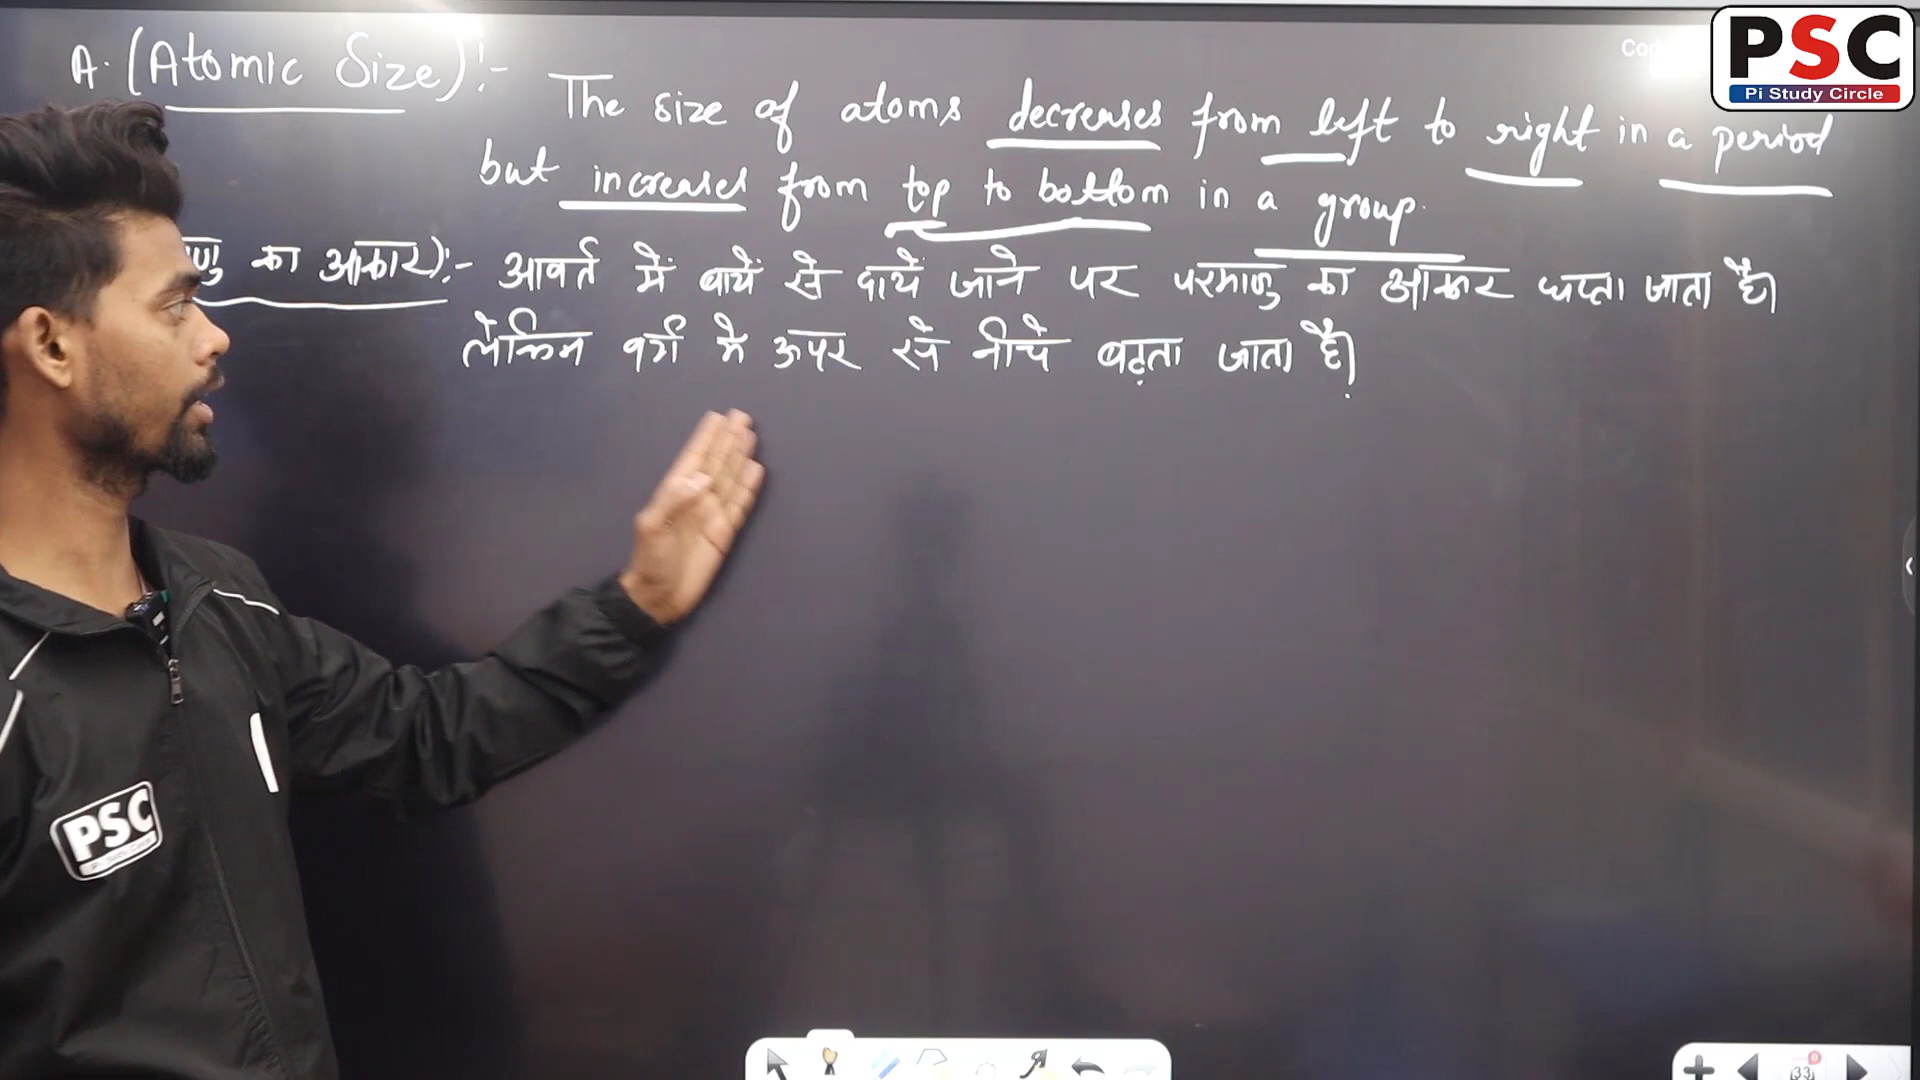 A. (Atomic Size):- The size of atoms decreases from left to right in a period
but increases from top to bottom in a group.
का आकार):- आवर्त में बायें से दायें जाने पर परमाणु का आकार घटता जाता है।
लेकिन वर्ग मे ऊपर से नीचे बढ़ता जाता है।
PSC
Pi Study Circle
PSC
33